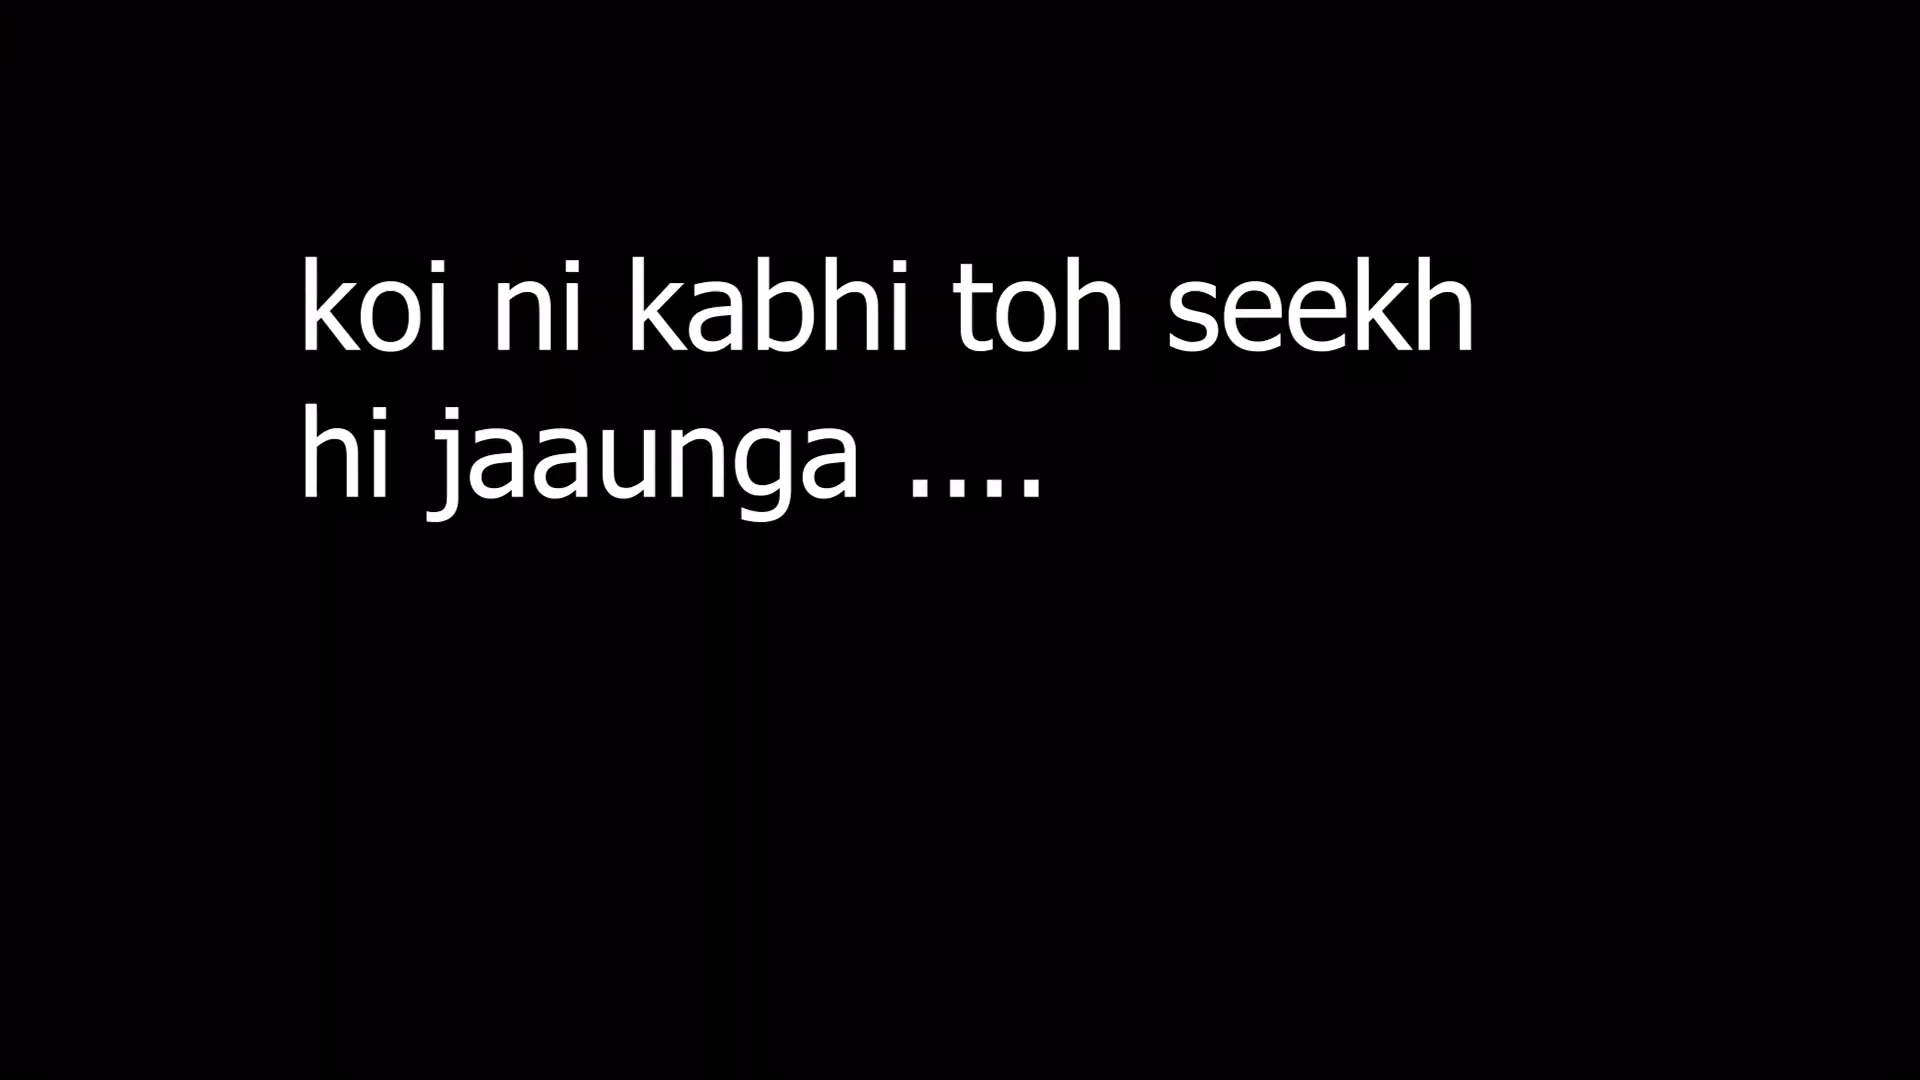 koi ni kabhi toh seekh
hi jaaunga ....